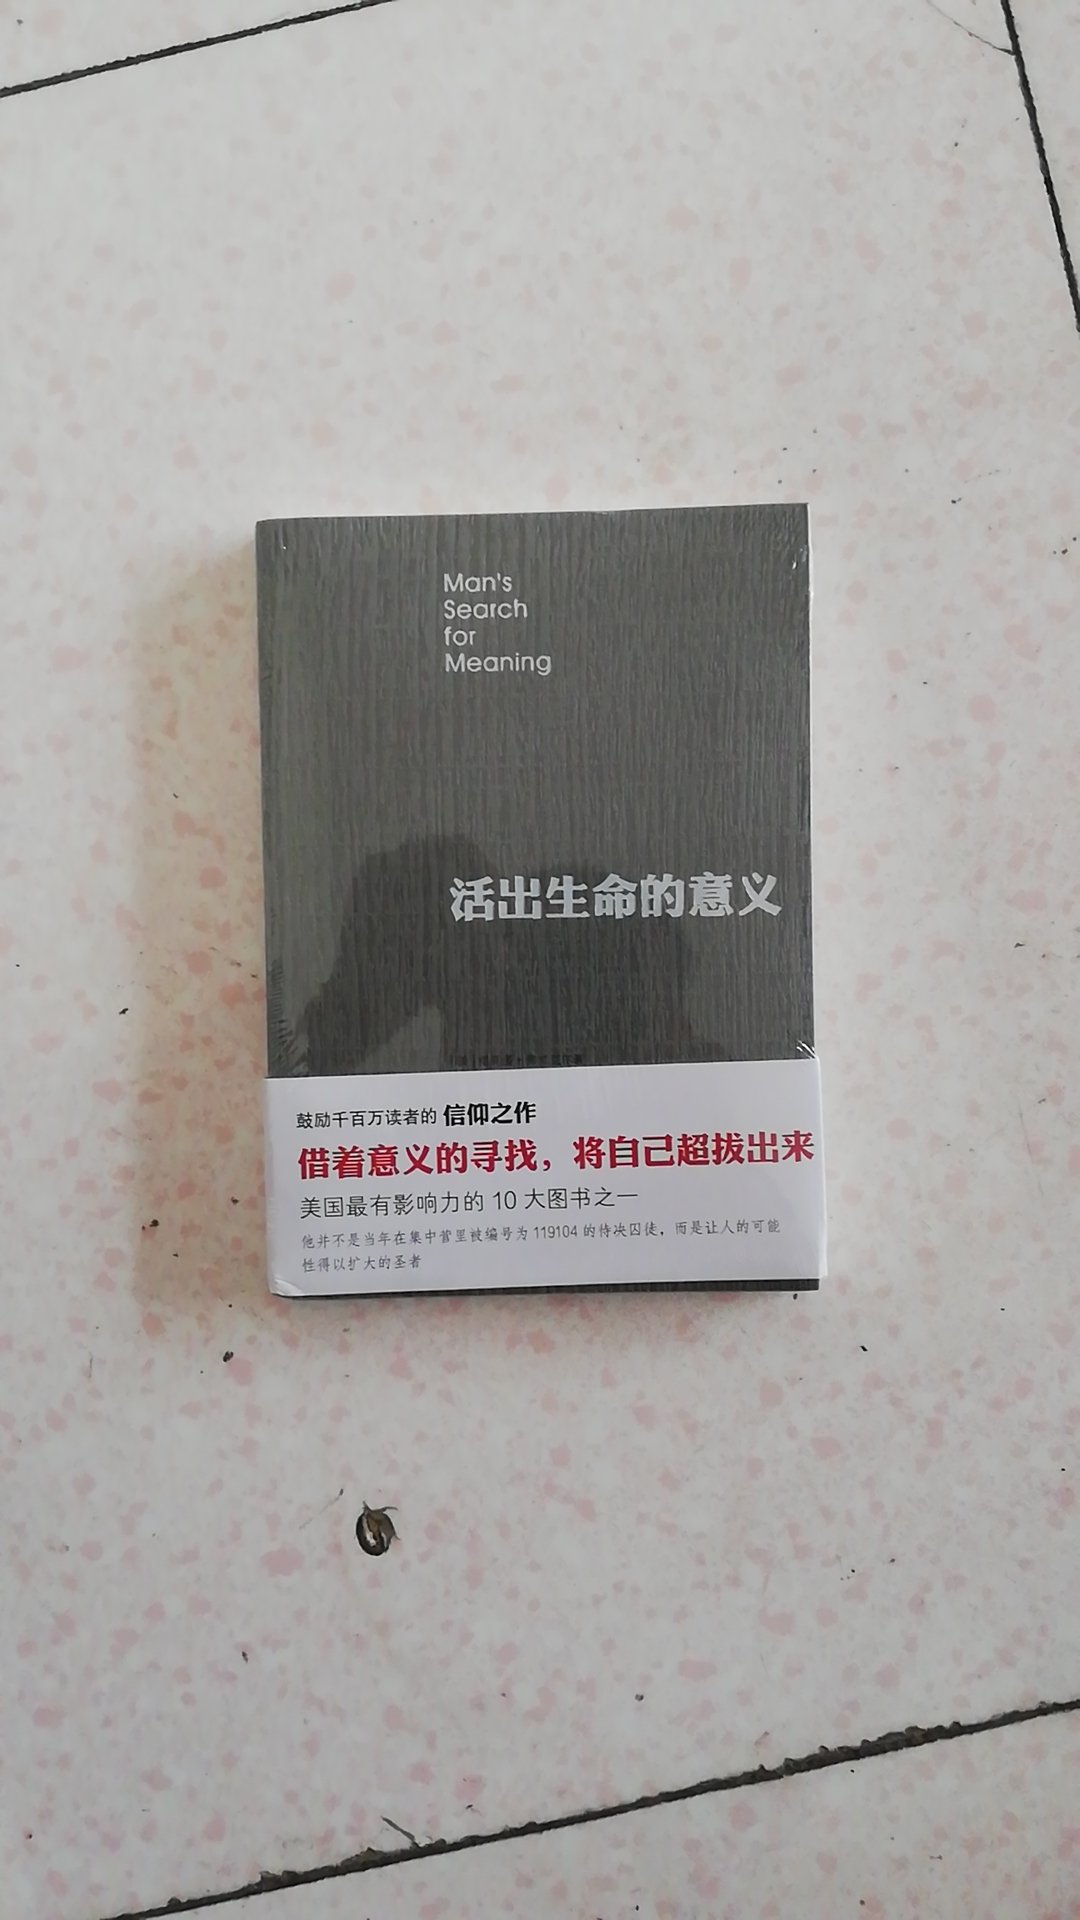 Man's
Search
for
Meaning
活出生命的意义
鼓励千百万读者的 信仰之作
借着意义的寻找，将自己超拔出来
美国最有影响力的 10 大图书之一
他并不是当年在集中营里被编号为 119104 的待决囚徒，而是让人的可能
性得以扩大的圣者